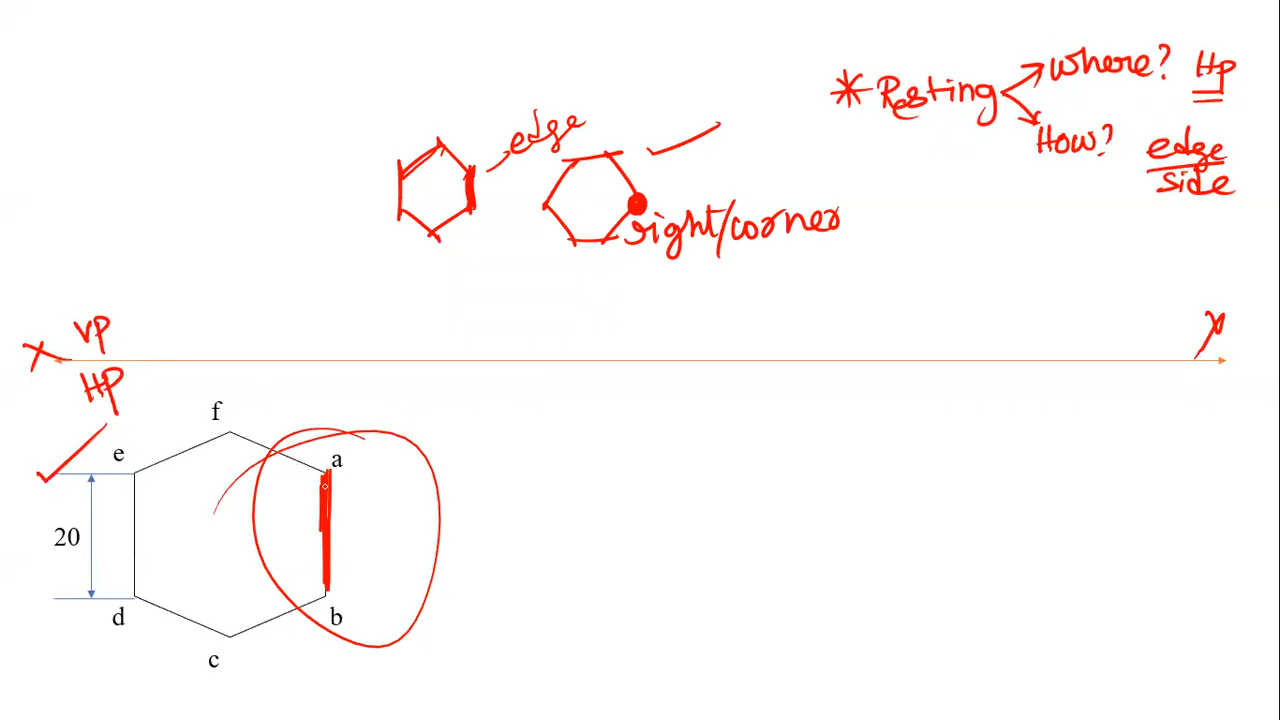 * Resting
Where? Hp
How? edge
side
edge
right/corner
VP
X y
HP
f
e a
20
d b
c